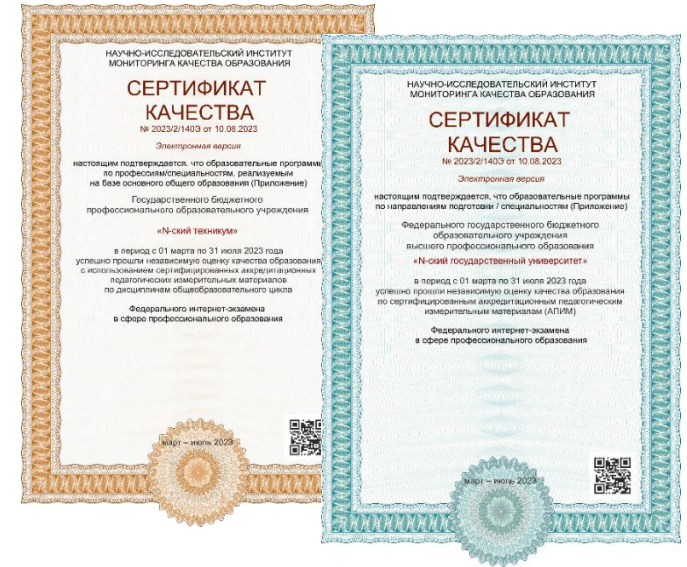 НАУЧНО-ИССЛЕДОВАТЕЛЬСКИЙ ИНСТИТУТ
МОНИТОРИНГА КАЧЕСТВА ОБРАЗОВАНИЯ
СЕРТИФИКАТ
КАЧЕСТВА
№ 2023/2/140Э от 10.08.2023
Электронная версия
настоящим подтверждается, что образовательные программы
по профессиям/специальностям, реализуемым
на базе основного общего образования (Приложение)
Государственного бюджетного
профессионального образовательного учреждения
«N-ский техникум»
в период с 01 марта по 31 июля 2023 года
успешно прошли независимую оценку качества образования
с использованием сертифицированных аккредитационных
педагогических измерительных материалов
по дисциплинам общеобразовательного цикла
Федерального интернет-экзамена
в сфере профессионального образования
март – июль 2023
НАУЧНО-ИССЛЕДОВАТЕЛЬСКИЙ ИНСТИТУТ
МОНИТОРИНГА КАЧЕСТВА ОБРАЗОВАНИЯ
СЕРТИФИКАТ
КАЧЕСТВА
№ 2023/2/140Э от 10.08.2023
Электронная версия
настоящим подтверждается, что образовательные программы
по направлениям подготовки / специальностям (Приложение)
Федерального государственного бюджетного
образовательного учреждения
высшего профессионального образования
«N-ский государственный университет»
в период с 01 марта по 31 июля 2023 года
успешно прошли независимую оценку качества образования
по сертифицированным аккредитационным педагогическим
измерительным материалам (АПИМ)
Федерального интернет-экзамена
в сфере профессионального образования
март – июль 2023